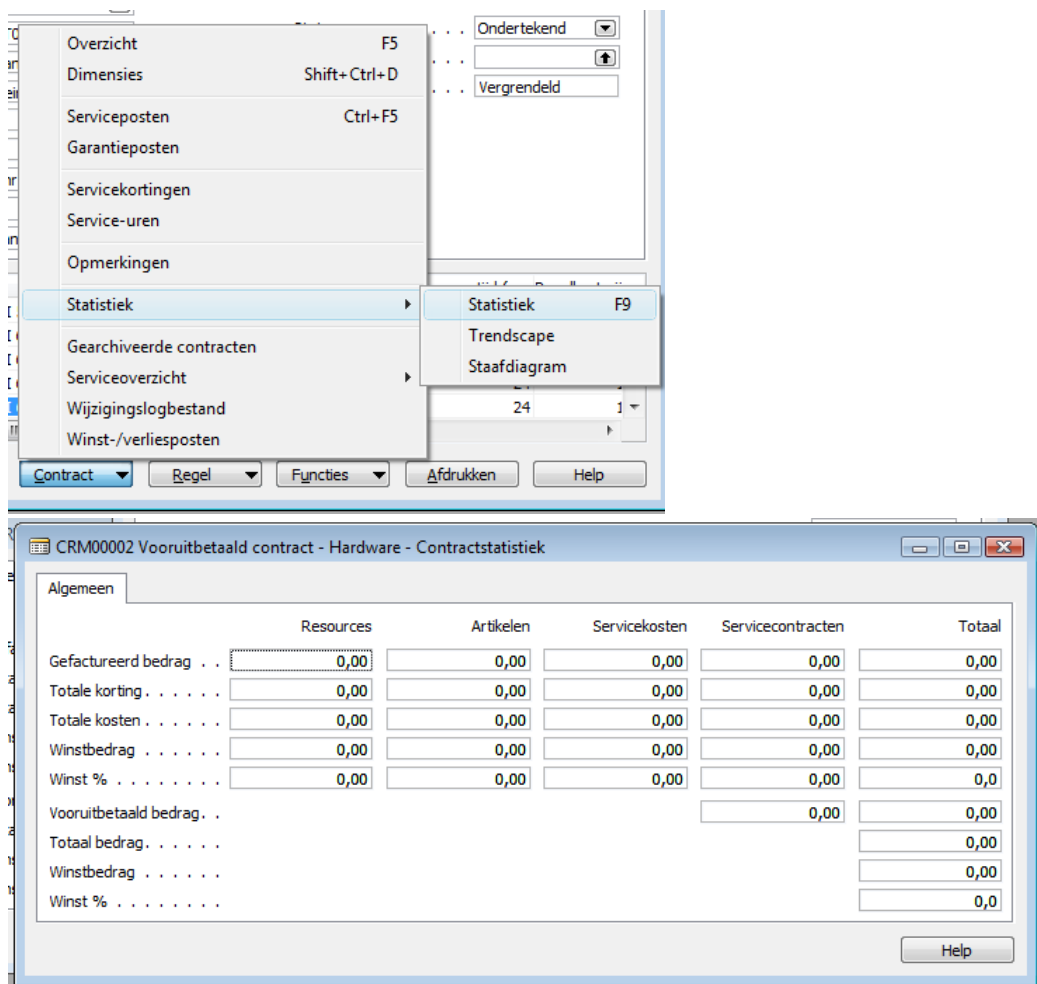 Ondertekend
Vergrendeld
Overzicht F5
Dimensies Shift+Ctrl+D
Serviceposten Ctrl+F5
Garantieposten
Servicekortingen
Service-uren
Opmerkingen
Statistiek
Gearchiveerde contracten
Serviceoverzicht
Wijzigingslogbestand
Winst-/verliesposten
Statistiek F9
Trendscape
Staafdiagram
24
Contract Regel Functies Afdrukken Help
CRM00002 Vooruitbetaald contract - Hardware - Contractstatistiek
Algemeen
Resources Artikelen Servicekosten Servicecontracten Totaal
Gefactureerd bedrag . . 0,00 0,00 0,00 0,00 0,00
Totale korting . . . . . . 0,00 0,00 0,00 0,00 0,00
Totale kosten . . . . . . 0,00 0,00 0,00 0,00 0,00
Winstbedrag . . . . . . 0,00 0,00 0,00 0,00 0,00
Winst % . . . . . . . . 0,00 0,00 0,00 0,00 0,0
Vooruitbetaald bedrag. . 0,00 0,00
Totaal bedrag. . . . . . 0,00
Winstbedrag . . . . . . 0,00
Winst % . . . . . . . . 0,0
Help